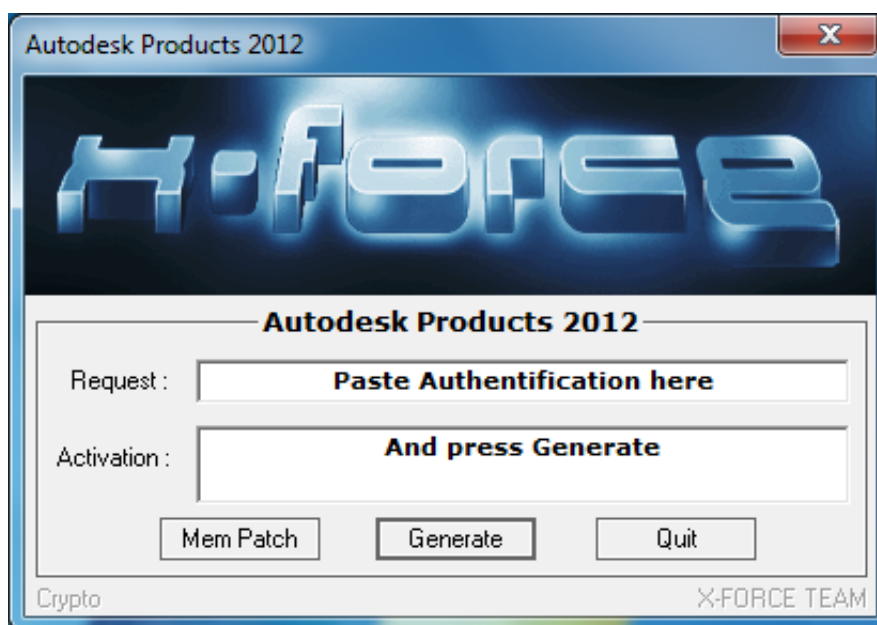 Autodesk Products 2012
x-force
Autodesk Products 2012
Request : Paste Authentification here
Activation : And press Generate
Mem Patch Generate Quit
Crypto X-FORCE TEAM